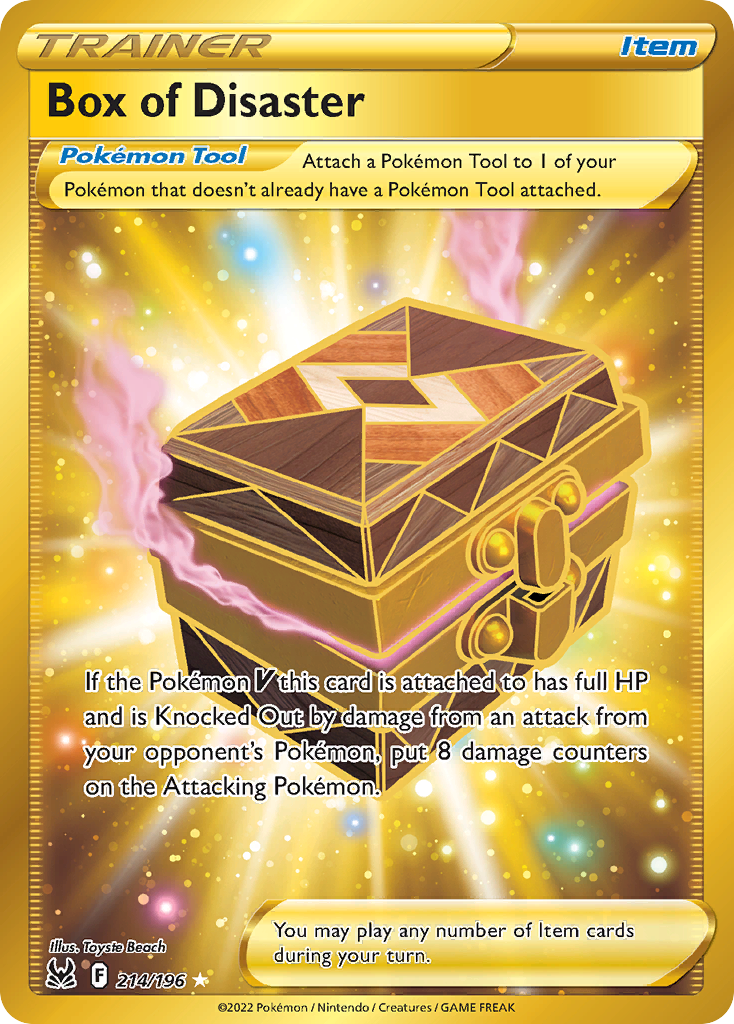 TRAINER
Item
Box of Disaster
Pokémon Tool
Attach a Pokémon Tool to 1 of your
Pokémon that doesn't already have a Pokémon Tool attached.
If the Pokémon V this card is attached to has full HP
and is Knocked Out by damage from an attack from
your opponent's Pokémon, put 8 damage counters
on the Attacking Pokémon.
You may play any number of Item cards
during your turn.
Illus. Toyste Beach
F 214/196 ★
©2022 Pokémon / Nintendo / Creatures / GAME FREAK